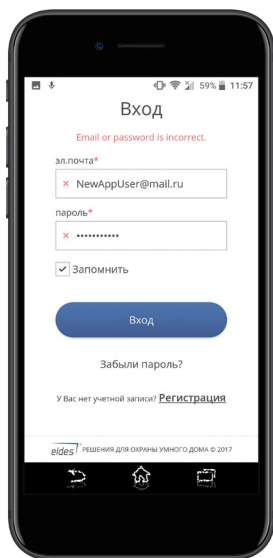 59% 11:57
Вход
Email or password is incorrect.
эл.почта*
× NewAppUser@mail.ru
пароль*
× •••••••••••
Запомнить
Вход
Забыли пароль?
У Вас нет учетной записи? Регистрация
eldes РЕШЕНИЯ ДЛЯ ОХРАНЫ УМНОГО ДОМА © 2017